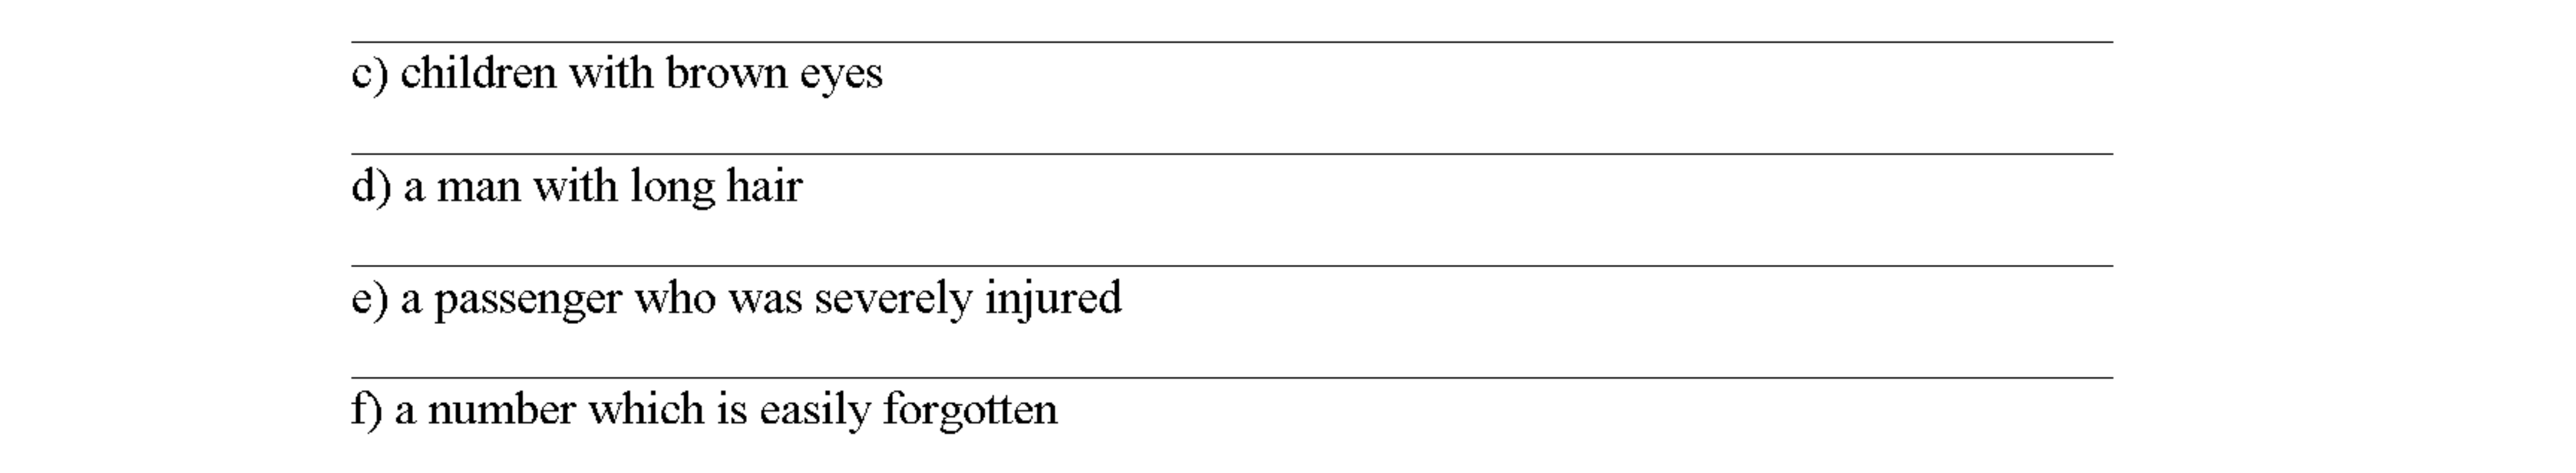 c) children with brown eyes
d) a man with long hair
e) a passenger who was severely injured
f) a number which is easily forgotten